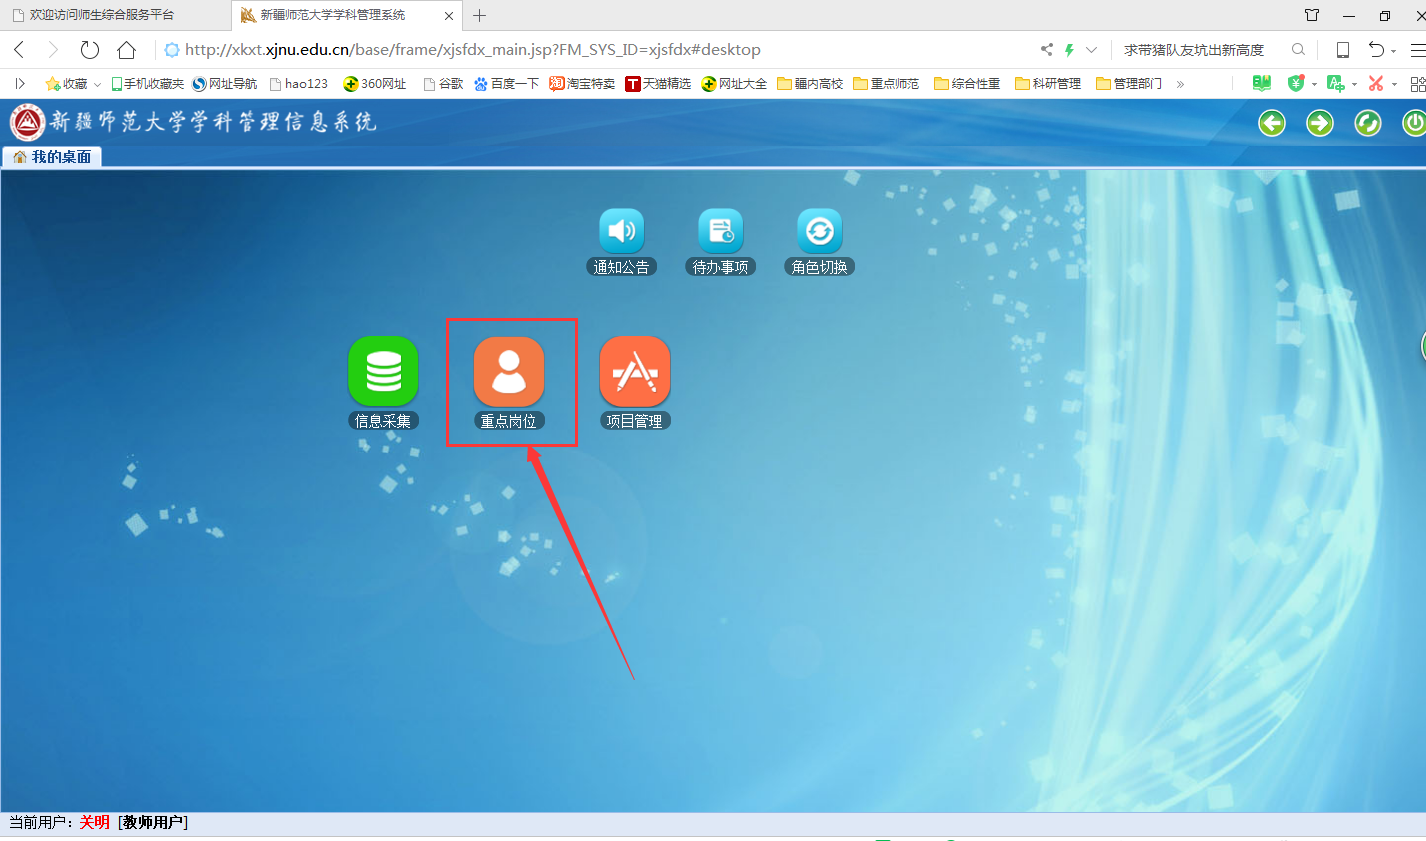 欢迎访问师生综合服务平台
新疆师范大学学科管理系统
http://xkxt.xjnu.edu.cn/base/frame/xjsfdx_main.jsp?FM_SYS_ID=xjsfdx#desktop
求带猪队友坑出新高度
收藏 手机收藏夹 网址导航 hao123 360网址 谷歌 百度一下 淘宝特卖 天猫精选 网址大全 疆内高校 重点师范 综合性重 科研管理 管理部门 »
新疆师范大学学科管理信息系统
我的桌面
通知公告 待办事项 角色切换
信息采集 重点岗位 项目管理
当前用户：关明 [教师用户]